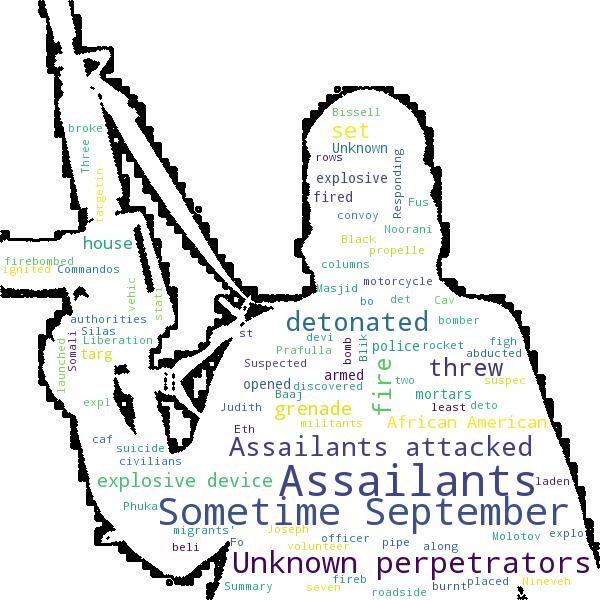 Bissell
set
broke
Unknown
Three
rows
Responding
explosive
targetin
fired
Fus
convoy
Noorani
Black
house
propelle
firebombed
columns
ignited
Commandos
motorcycle
vehic
Masjid
stati
bo
det
Cav
authorities
detonated
bomber
Silas
st
Liberation
devi
figh
Somali
bomb
Blik
police
rocket
targ
Prafulla
abducted
launched
Suspected
threw
armed
fire
two
suspec
opened
discovered
Baaj
mortars
expl
Judith
grenade
least
deto
militants
African American
Eth
caf
suicide
Assailants attacked
civilians
explosive device
Assailants
laden
Phuka
Sometime September
migrants'
Joseph
Molotov
explo
beli
Fo
officer
pipe
along
volunteer
Unknown perpetrators
Summary
seven
fireb
burnt
placed
Nineveh
roadside